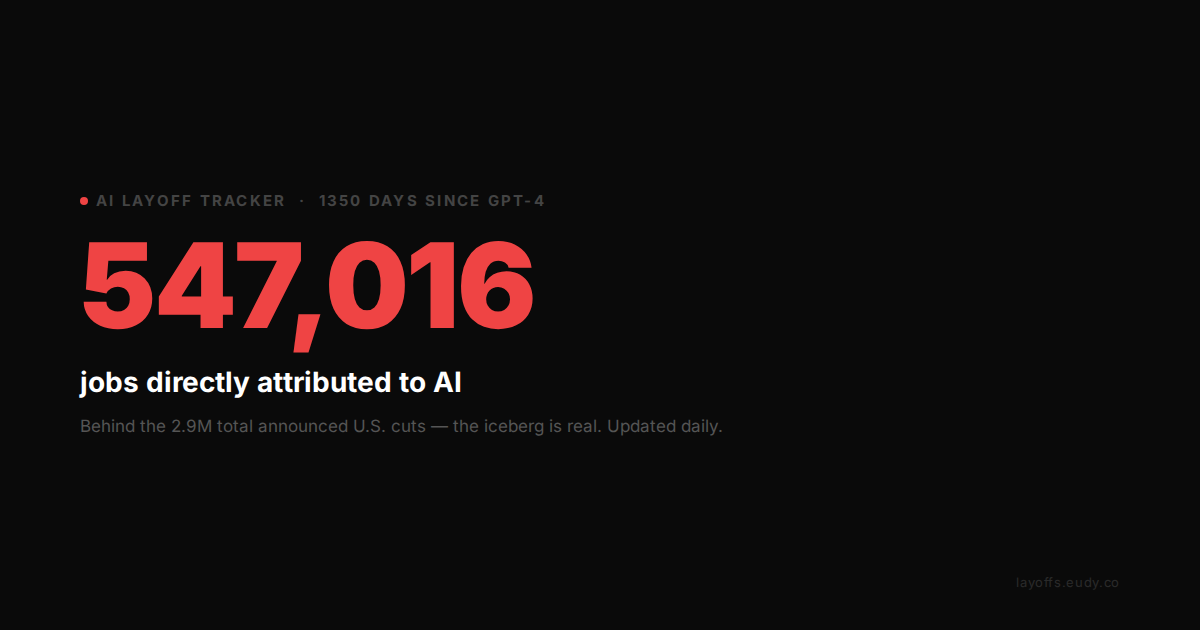 AI LAYOFF TRACKER · 1350 DAYS SINCE GPT-4
547,016
jobs directly attributed to AI
Behind the 2.9M total announced U.S. cuts — the iceberg is real. Updated daily.
layoffs.eudy.co